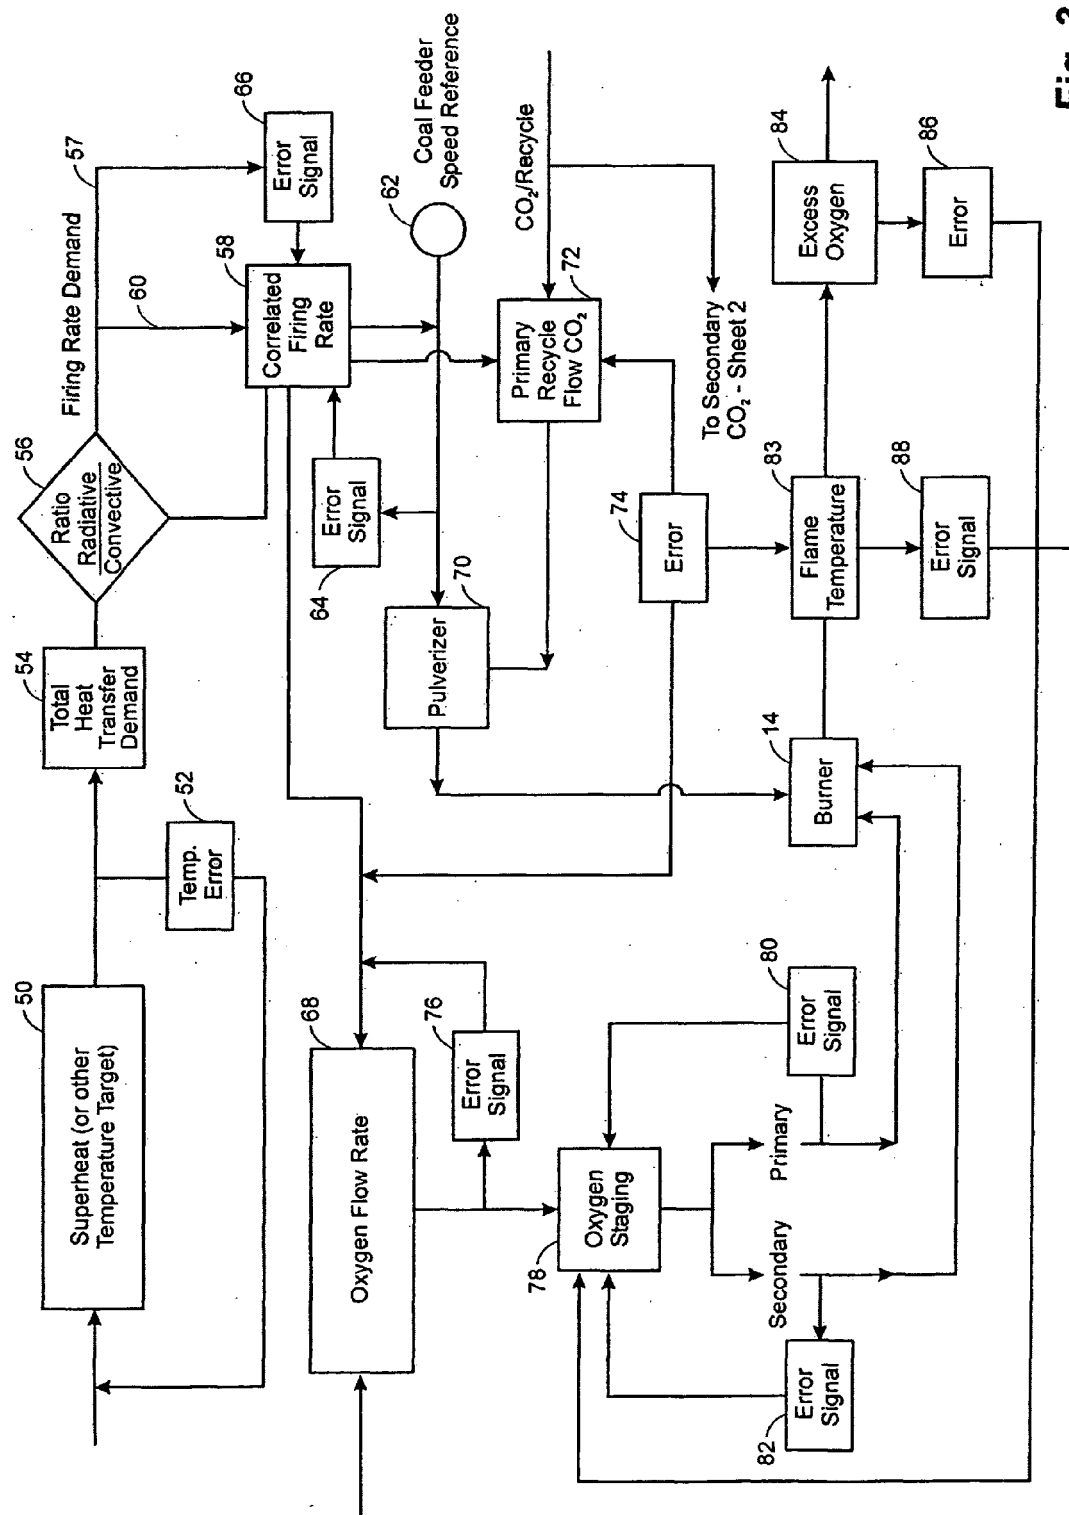 50
Superheat (or other
Temperature Target)
52
Temp.
Error
54
Total
Heat
Transfer
Demand
56
Ratio
Radiative
Convective
Firing Rate Demand
57
60
66
Error
Signal
58
Correlated
Firing
Rate
62
Coal Feeder
Speed Reference
64
Error
Signal
68
Oxygen Flow Rate
70
Pulverizer
72
Primary
Recycle
Flow CO₂
CO₂/Recycle
To Secondary
CO₂ - Sheet 2
74
Error
76
Error
Signal
78
Oxygen
Staging
Secondary
Primary
80
Error
Signal
82
Error
Signal
14
Burner
83
Flame
Temperature
84
Excess
Oxygen
86
Error
88
Error
Signal